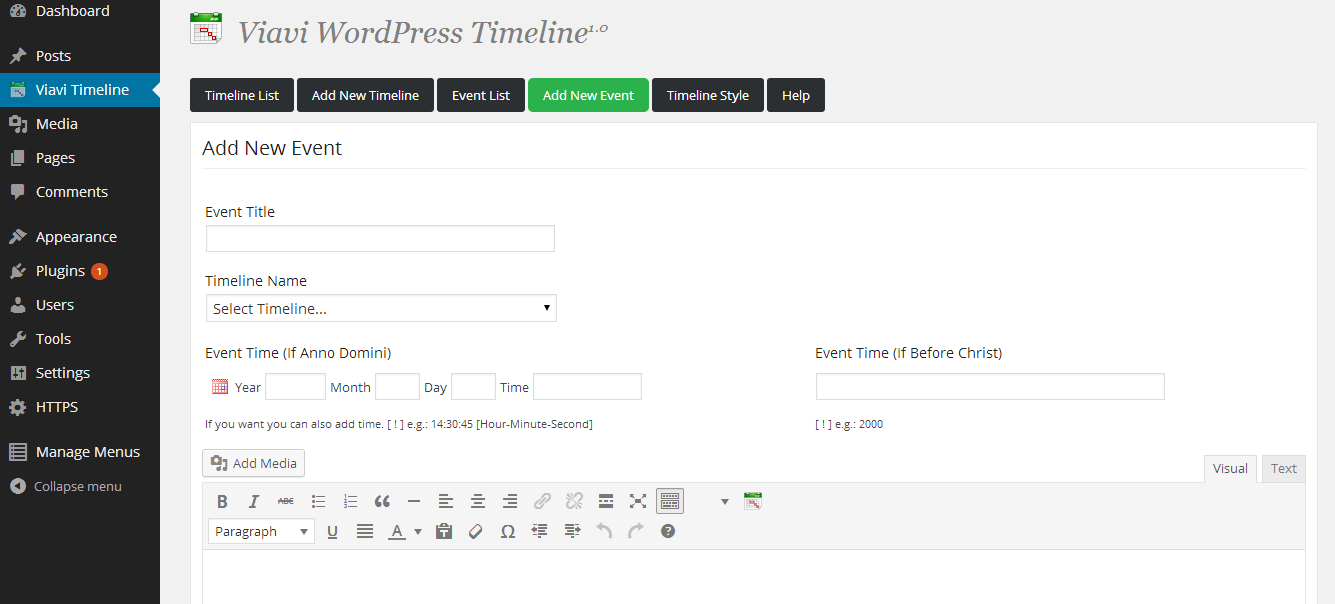 Dashboard
Posts
Viavi Timeline
Media
Pages
Comments
Appearance
Plugins 1
Users
Tools
Settings
HTTPS
Manage Menus
Collapse menu
Viavi WordPress Timeline1.0
Timeline List Add New Timeline Event List Add New Event Timeline Style Help
Add New Event
Event Title
Timeline Name
Select Timeline...
Event Time (If Anno Domini) Event Time (If Before Christ)
Year Month Day Time
If you want you can also add time. [ ! ] e.g.: 14:30:45 [Hour-Minute-Second] [ ! ] e.g.: 2000
Add Media Visual Text
B I ABC
Paragraph U A Ω